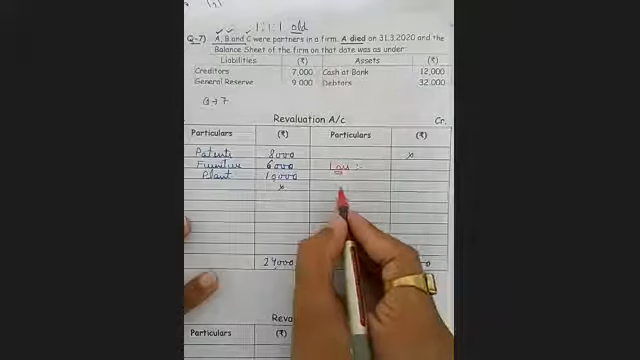 1:1:1 old
Q-7) A, B and C were partners in a firm. A died on 31.3.2020 and the
Balance Sheet of the firm on that date was as under:
Liabilities (₹) Assets (₹)
Creditors 7,000 Cash at Bank 12,000
General Reserve 9,000 Debtors 32,000
Q→7
Revaluation A/c
Cr.
Particulars (₹) Particulars (₹)
Patents 8000 x
Furniture 6000 Loss :-
Plant 10000
x
24000
Reva
Particulars (₹)